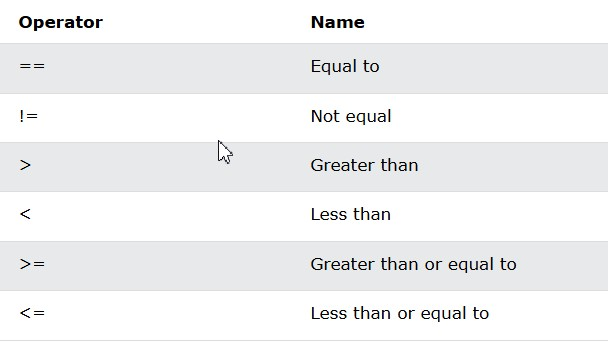 Operator Name
== Equal to
!= Not equal
> Greater than
< Less than
>= Greater than or equal to
<= Less than or equal to